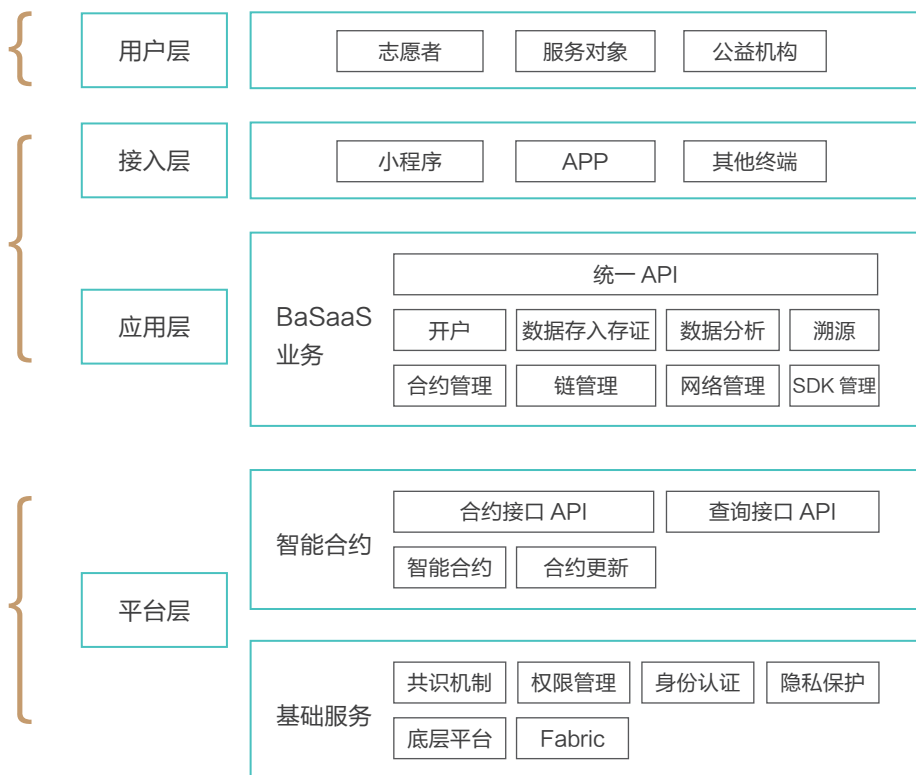 用户层
志愿者 服务对象 公益机构
接入层
小程序 APP 其他终端
应用层
BaSaaS
业务
统一 API
开户 数据存入存证 数据分析 溯源
合约管理 链管理 网络管理 SDK 管理
平台层
智能合约
合约接口 API 查询接口 API
智能合约 合约更新
基础服务
共识机制 权限管理 身份认证 隐私保护
底层平台 Fabric